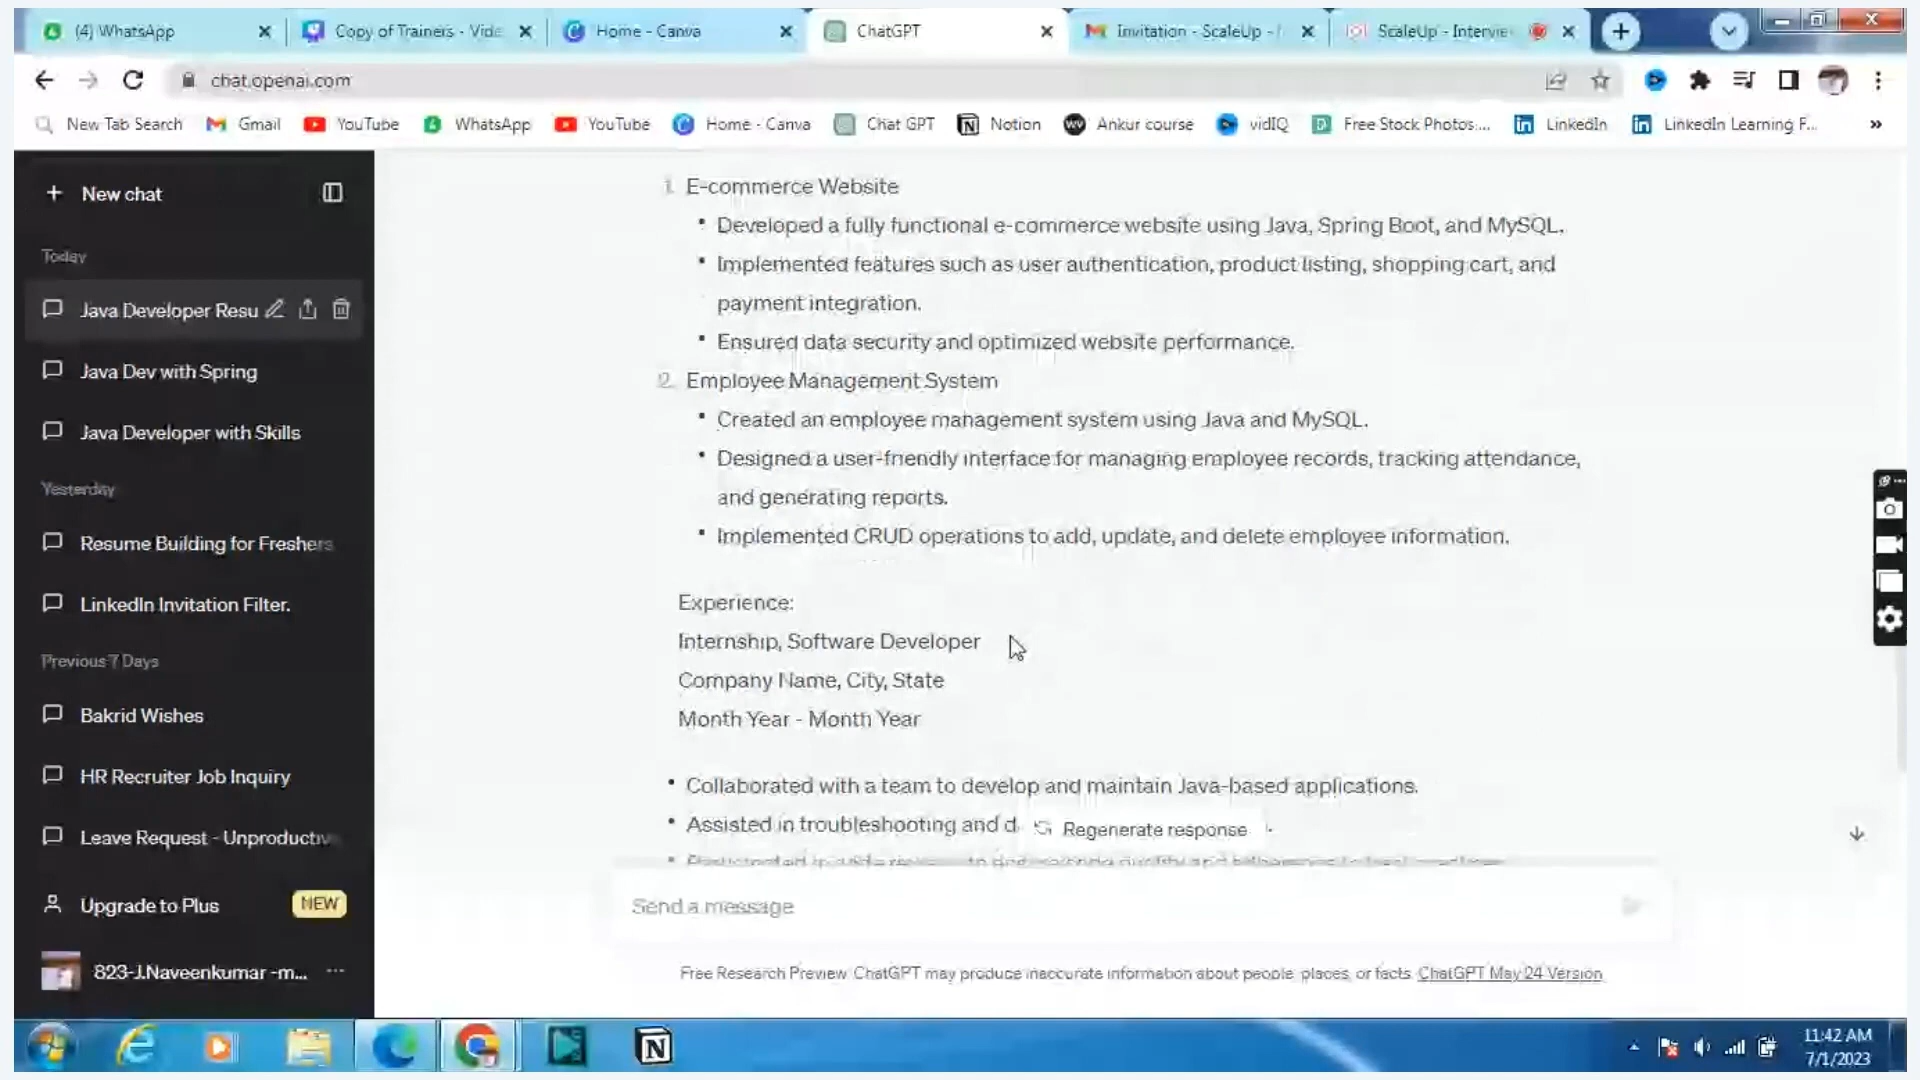 (4) WhatsApp
Copy of Trainers - Vide
Home - Canva
ChatGPT
Invitation - ScaleUp - I
ScaleUp - Intervie
chat.openai.com
New Tab Search
Gmail
YouTube
WhatsApp
YouTube
Home - Canva
Chat GPT
Notion
Ankur course
vidIQ
Free Stock Photos:...
LinkedIn
LinkedIn Learning F...
»
+ New chat
Today
Java Developer Resu
Java Dev with Spring
Java Developer with Skills
Yesterday
Resume Building for Freshers
LinkedIn Invitation Filter.
Previous 7 Days
Bakrid Wishes
HR Recruiter Job Inquiry
Leave Request - Unproductiv
Upgrade to Plus
NEW
823-J.Naveenkumar -m...
1. E-commerce Website
• Developed a fully functional e-commerce website using Java, Spring Boot, and MySQL.
• Implemented features such as user authentication, product listing, shopping cart, and
payment integration.
• Ensured data security and optimized website performance.
2. Employee Management System
• Created an employee management system using Java and MySQL.
• Designed a user-friendly interface for managing employee records, tracking attendance,
and generating reports.
• Implemented CRUD operations to add, update, and delete employee information.
Experience:
Internship, Software Developer
Company Name, City, State
Month Year - Month Year
• Collaborated with a team to develop and maintain Java-based applications.
• Assisted in troubleshooting and d
Regenerate response
Send a message
Free Research Preview. ChatGPT may produce inaccurate information about people, places, or facts. ChatGPT May 24 Version
11:42 AM
7/1/2023